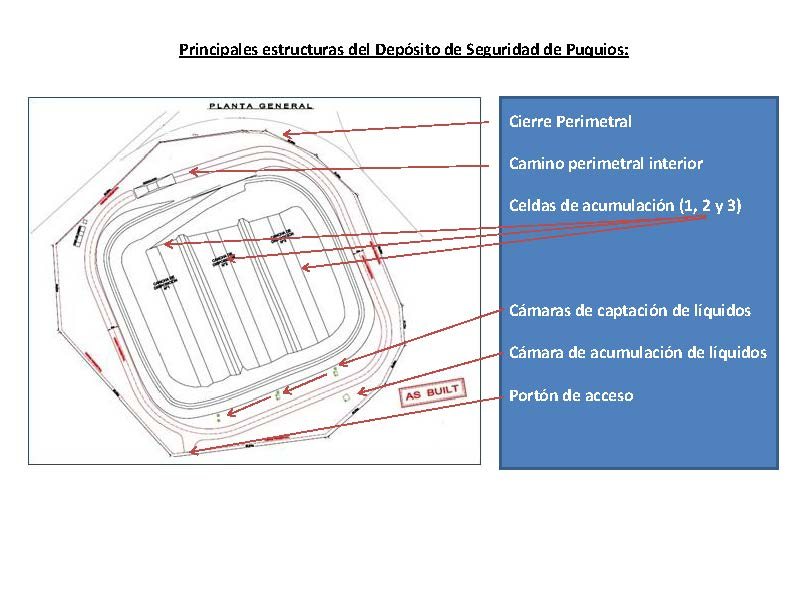 Principales estructuras del Depósito de Seguridad de Puquios:
PLANTA GENERAL
Cierre Perimetral
Camino perimetral interior
Celdas de acumulación (1, 2 y 3)
Cámaras de captación de líquidos
Cámara de acumulación de líquidos
Portón de acceso
AS BUILT